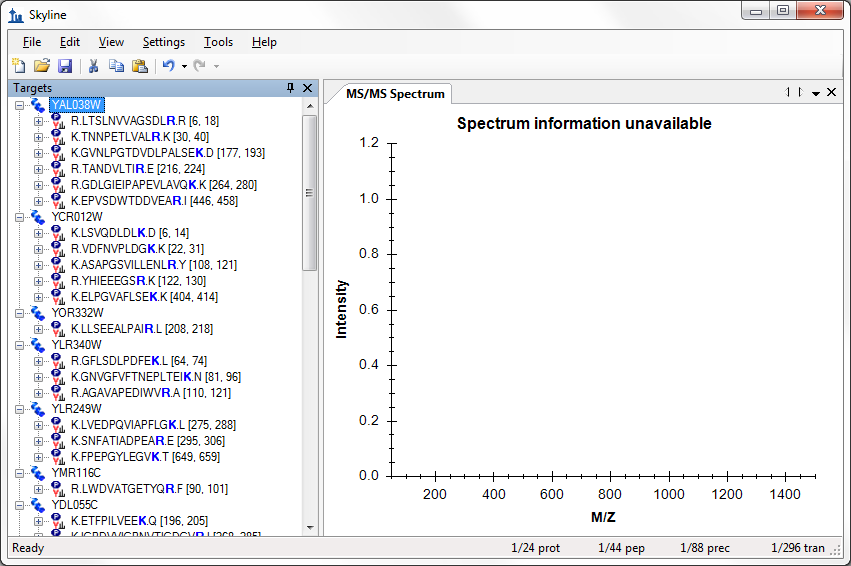 Skyline
File Edit View Settings Tools Help
Targets
YAL038W
R.LTSLNVVAGSDLR.R [6, 18]
K.TNNPETLVALR.K [30, 40]
K.GVNLPGTDVDLPALSEK.D [177, 193]
R.TANDVLTIR.E [216, 224]
R.GDLGIEIPAPEVLAVQK.K [264, 280]
K.EPVSDWTDDVEAR.I [446, 458]
YCR012W
K.LSVQDLDLK.D [6, 14]
R.VDFNVPLDGK.K [22, 31]
K.ASAPGSVILLENLR.Y [108, 121]
R.YHIEEEGSR.K [122, 130]
K.ELPGVAFLSEK.K [404, 414]
YOR332W
K.LLSEEALPAIR.L [208, 218]
YLR340W
R.GFLSDLPDFEK.L [64, 74]
K.GNVGFVFTNEPLTEIK.N [81, 96]
R.AGAVAPEDIWVR.A [110, 121]
YLR249W
K.LVEDPQVIAPFLGK.L [275, 288]
K.SNFATIADPEAR.E [295, 306]
K.FPEPGYLEGVK.T [649, 659]
YMR116C
R.LWDVATGETYQR.F [90, 101]
YDL055C
K.ETFPILVEEK.Q [196, 205]
MS/MS Spectrum
Spectrum information unavailable
1.2
1.0
0.8
0.6
0.4
0.2
0.0
Intensity
200 400 600 800 1000 1200 1400
M/Z
Ready 1/24 prot 1/44 pep 1/88 prec 1/296 tran